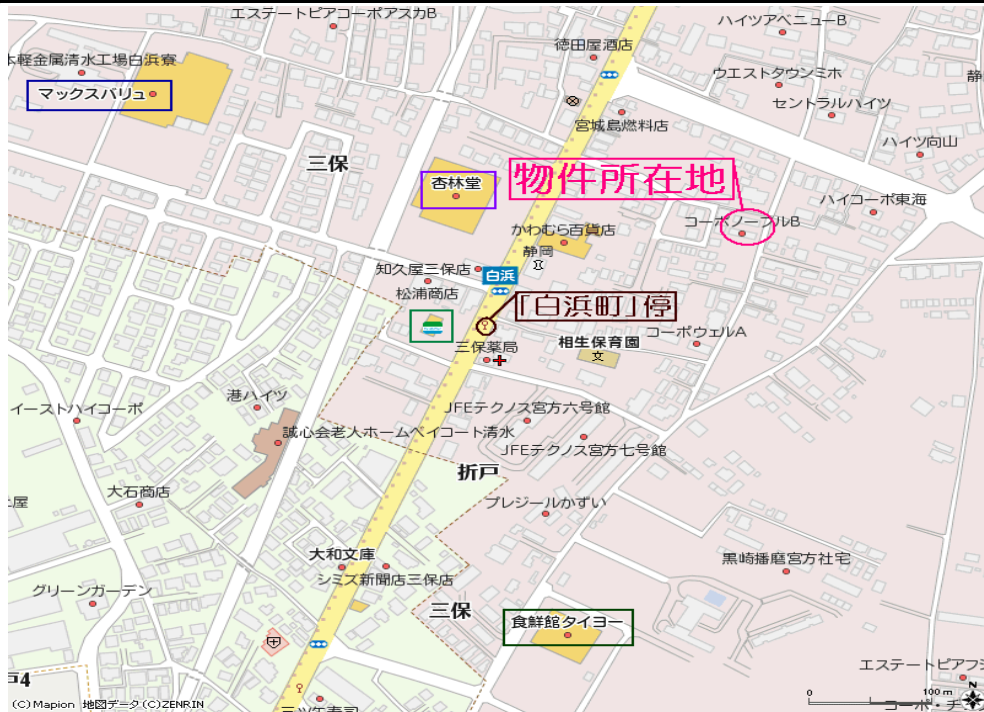 エステートピアコーポアスカB
ハイツアベニューB
徳田屋酒店
本軽金属清水工場白浜寮
ウエストタウンミホ
静
マックスバリュ
セントラルハイツ
宮城島燃料店
ハイツ向山
三保
杏林堂
物件所在地
ハイコーポ東海
コーポノーブルB
かわむら百貨店
静岡
知久屋三保店
白浜
松浦商店
「白浜町」停
コーポウェルA
三保薬局
相生保育園
港ハイツ
イーストハイコーポ
JFEテクノス宮方六号館
誠心会老人ホームベイコート清水
JFEテクノス宮方七号館
折戸
大石商店
屋
プレジールかずい
大和文庫
黒崎播磨宮方社宅
シミズ新聞店三保店
グリーンガーデン
三保
食鮮館タイヨー
エステートピアフジ
戸4
0
100 m
N
(C)Mapion 地図データ(C)ZENRIN
コーポ・チ